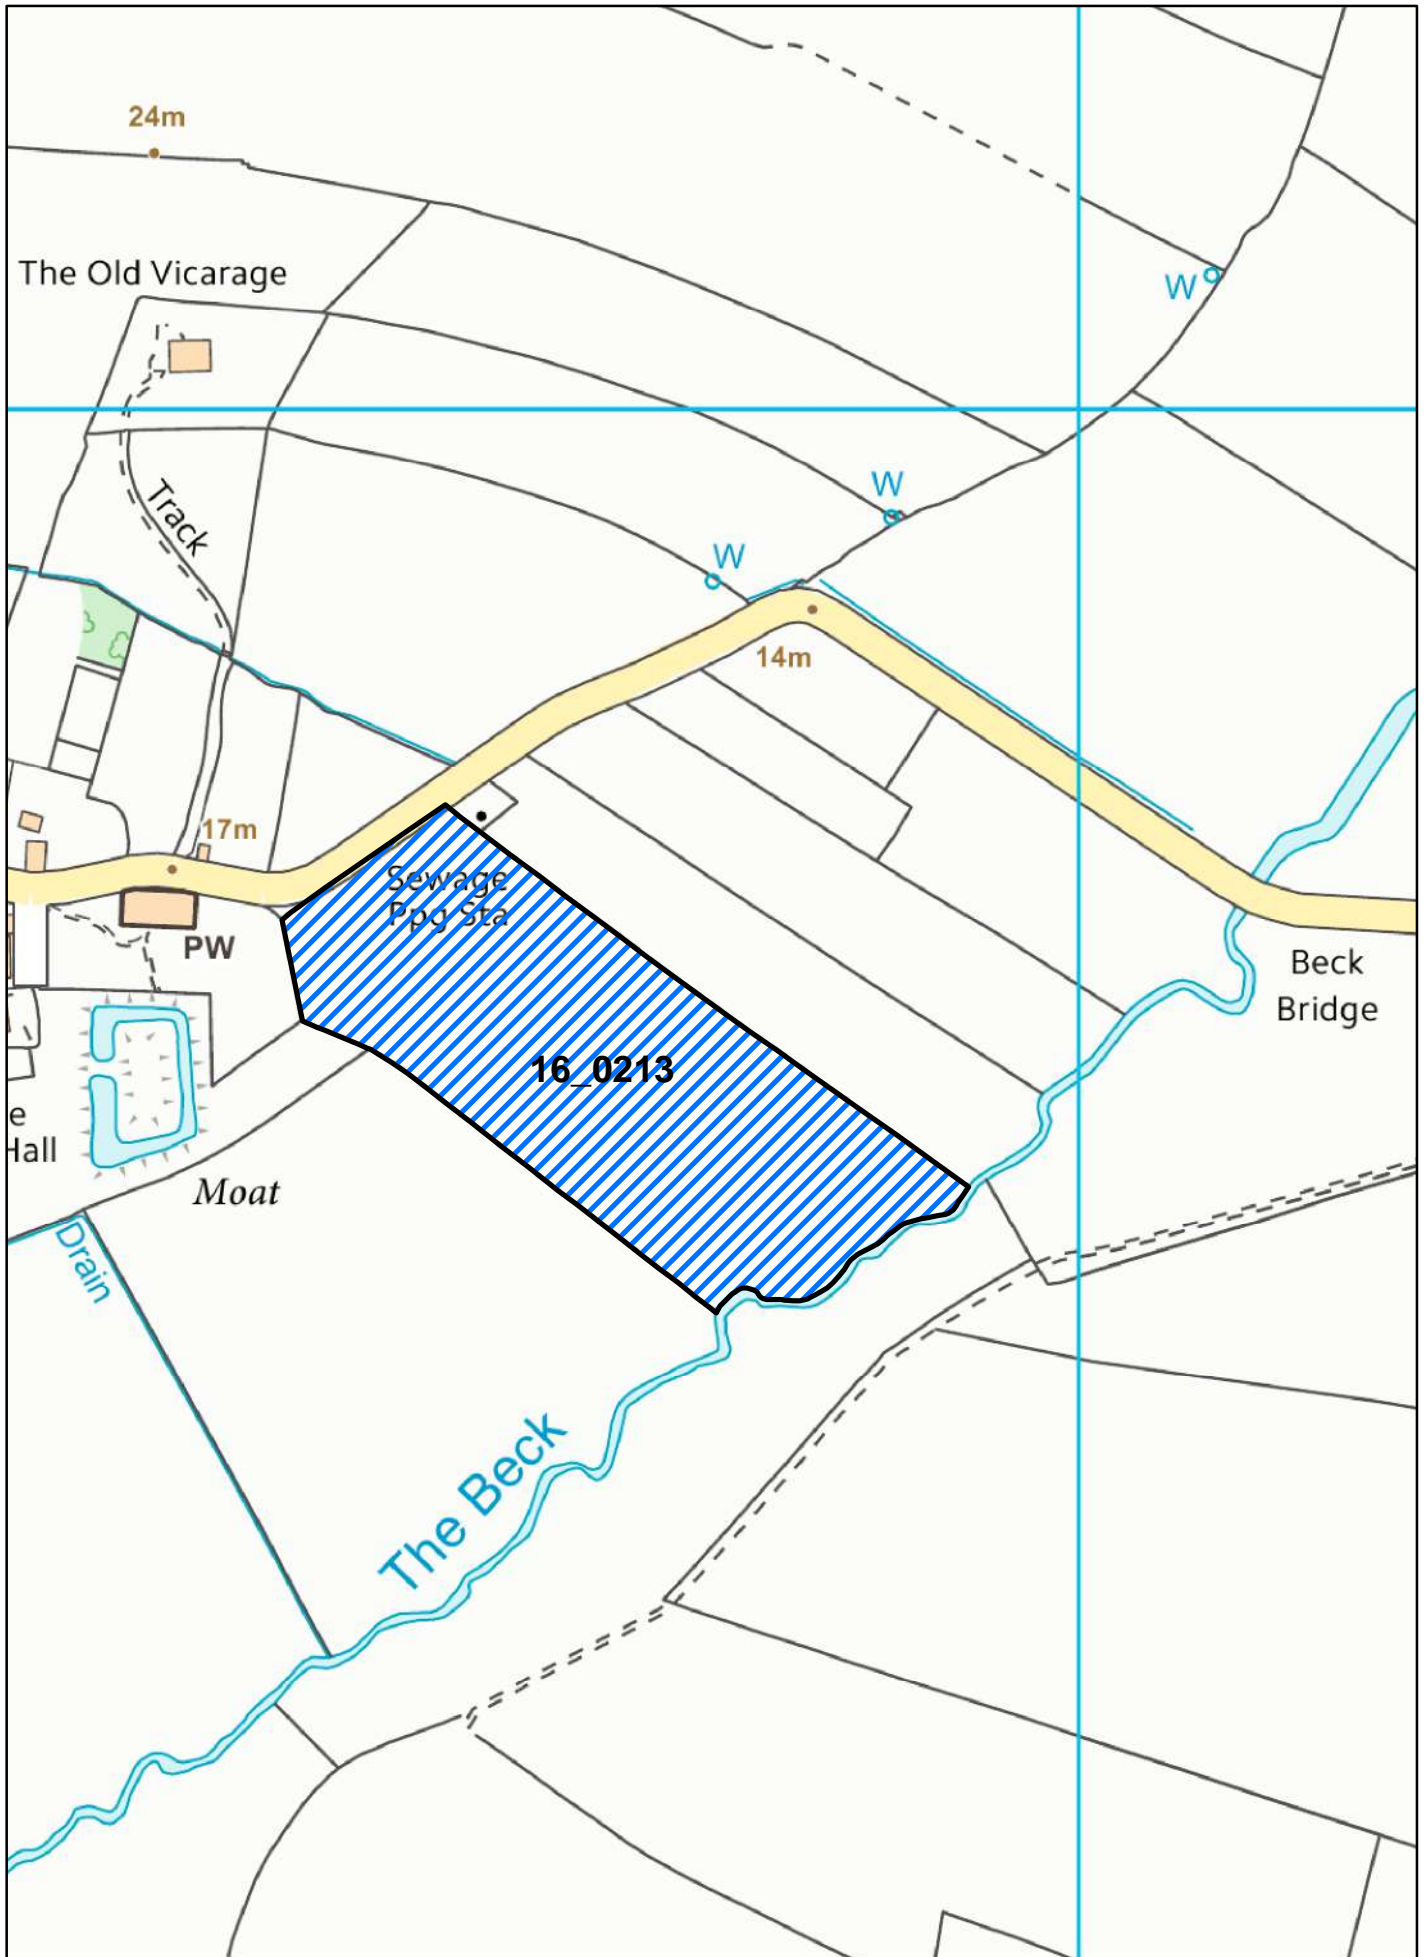 24m
The Old Vicarage
W
Track
W
W
14m
17m
Sewage
Ppg Sta
PW
Beck
Bridge
16_0213
e
Hall
Moat
Drain
The Beck